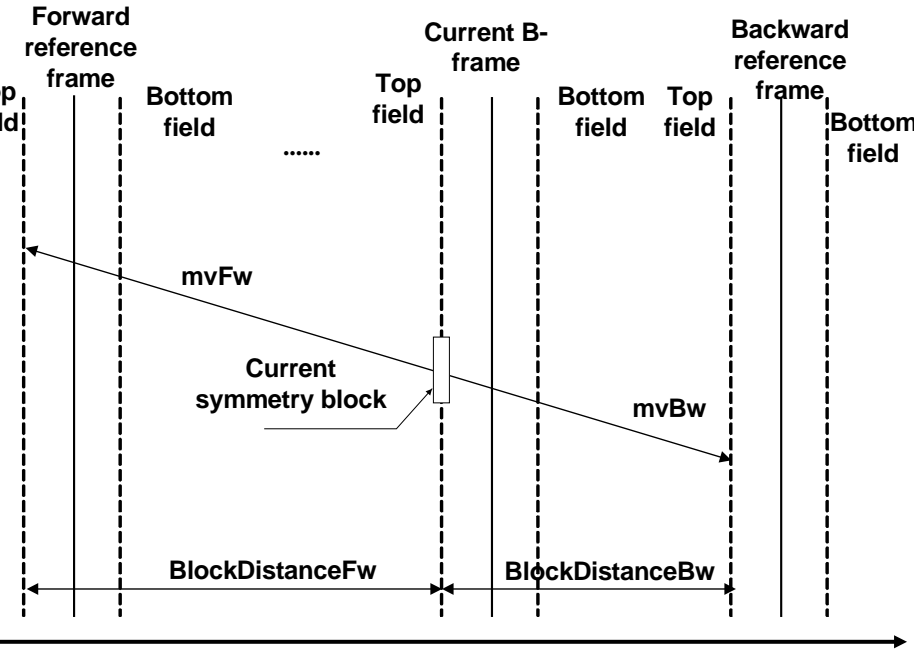 Forward
reference
frame
Current B-
frame
Backward
reference
frame
Bottom
field
Top
field
Bottom
field
Top
field
Bottom
field
......
mvFw
Current
symmetry block
mvBw
BlockDistanceFw
BlockDistanceBw